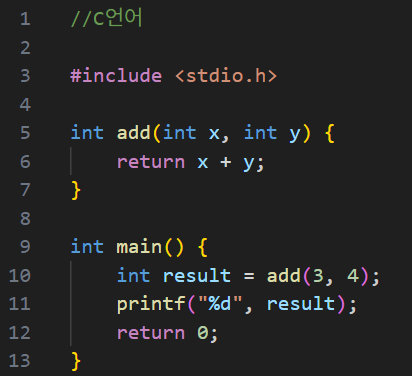 1 //C언어
2
3 #include <stdio.h>
4
5 int add(int x, int y) {
6     return x + y;
7 }
8
9 int main() {
10     int result = add(3, 4);
11     printf("%d", result);
12     return 0;
13 }